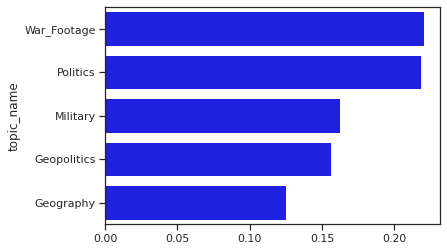 topic_name
War_Footage
Politics
Military
Geopolitics
Geography
0.00 0.05 0.10 0.15 0.20